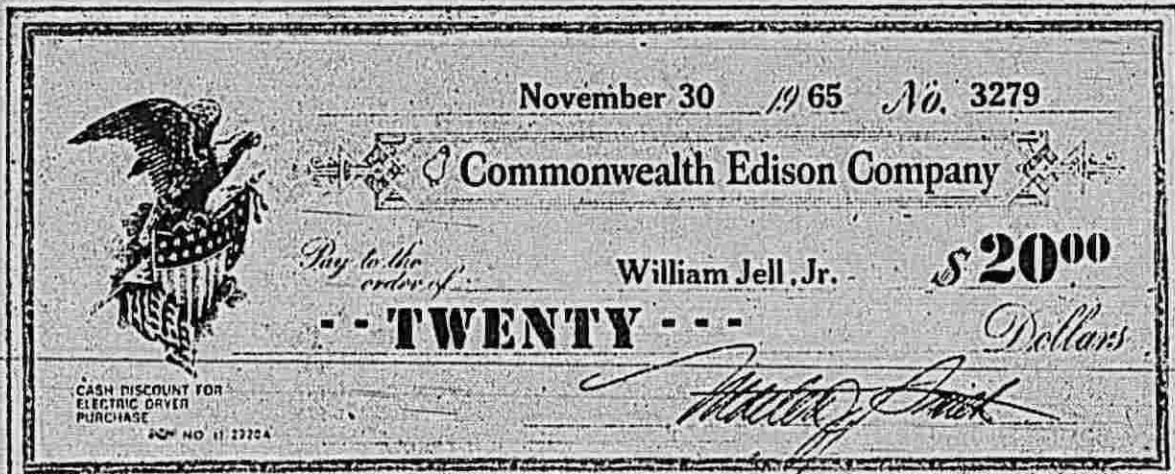 November 30 1965 No. 3279
Commonwealth Edison Company
Pay to the
order of William Jell, Jr. -
$ 20 00
- - TWENTY - - -
Dollars
CASH DISCOUNT FOR
ELECTRIC DRYER
PURCHASE
NO